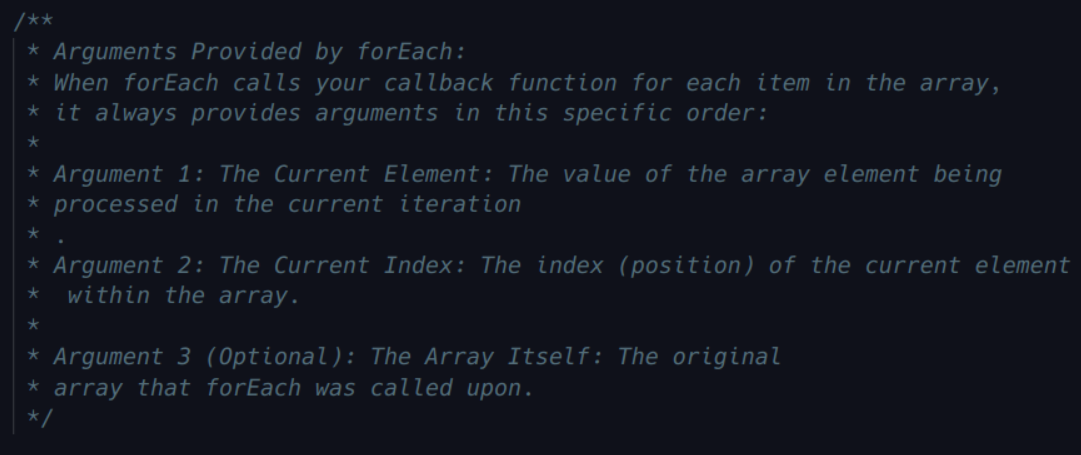 /**
* Arguments Provided by forEach:
* When forEach calls your callback function for each item in the array,
* it always provides arguments in this specific order:
*
* Argument 1: The Current Element: The value of the array element being
* processed in the current iteration
* .
* Argument 2: The Current Index: The index (position) of the current element
*  within the array.
*
* Argument 3 (Optional): The Array Itself: The original
* array that forEach was called upon.
*/